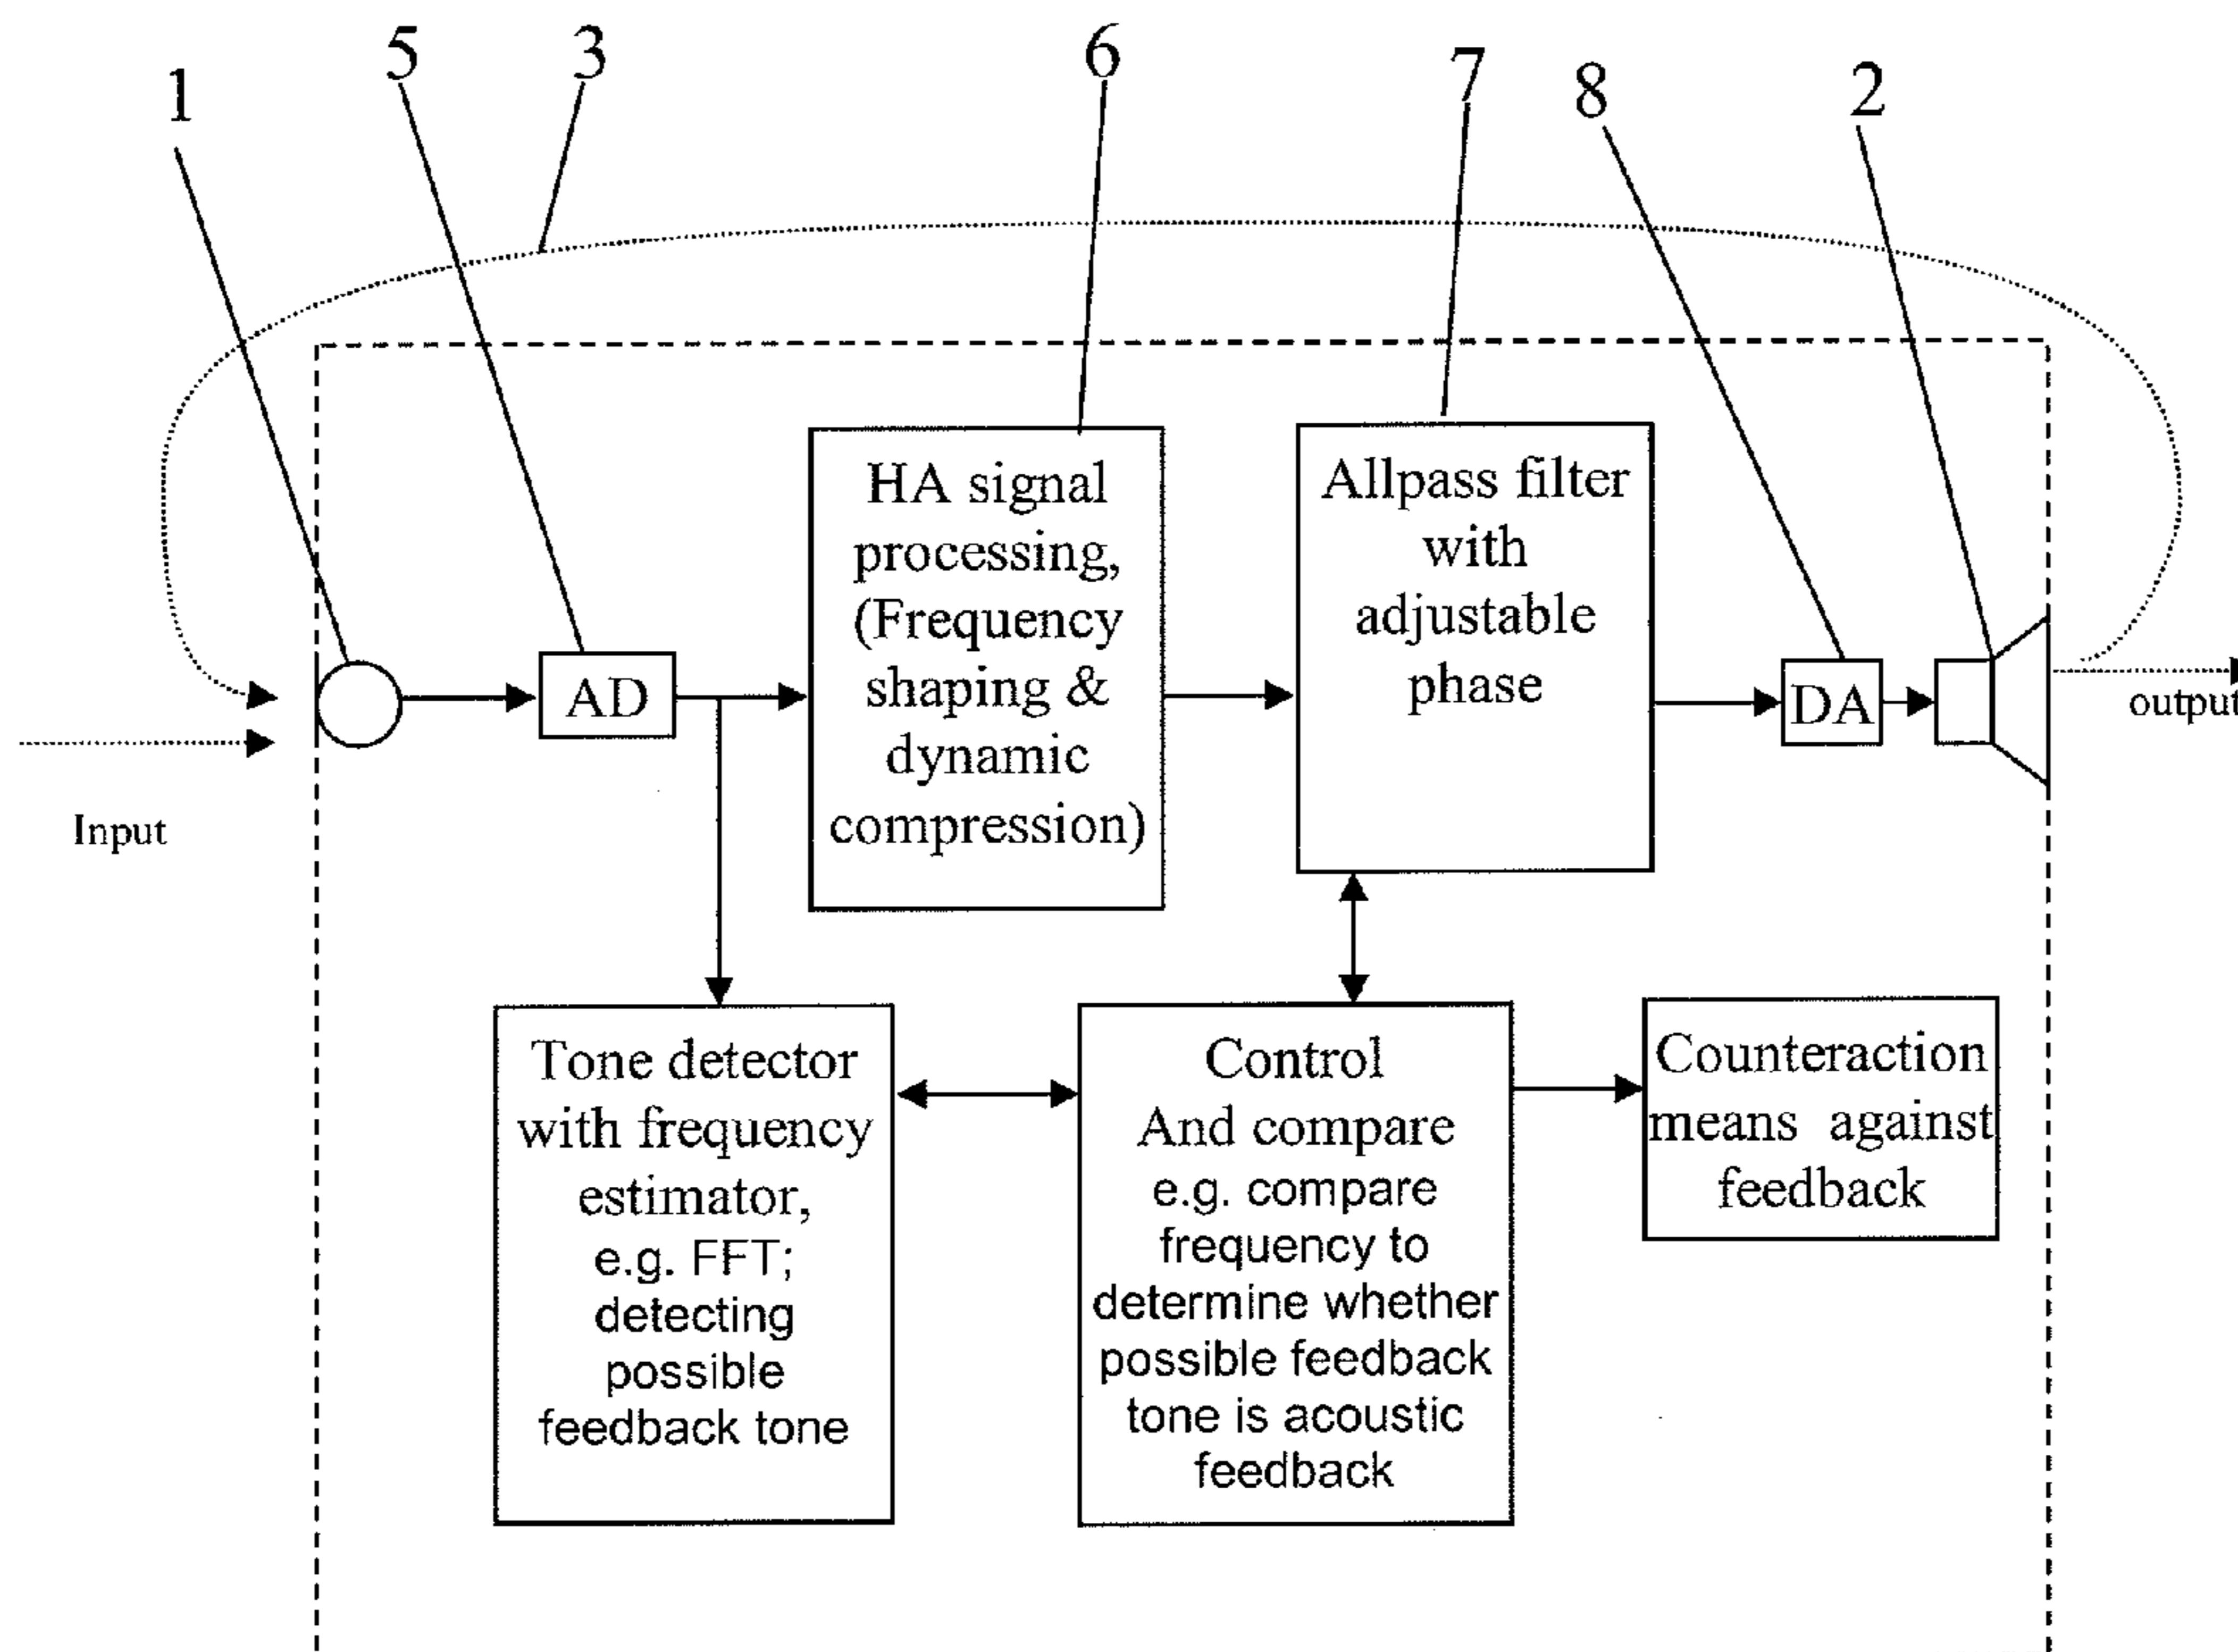 1
5
3
6
7
8
2
HA signal
processing,
(Frequency
shaping &
dynamic
compression)
Allpass filter
with
adjustable
phase
AD
DA
output
Input
Tone detector
with frequency
estimator,
e.g. FFT;
detecting
possible
feedback tone
Control
And compare
e.g. compare
frequency to
determine whether
possible feedback
tone is acoustic
feedback
Counteraction
means against
feedback